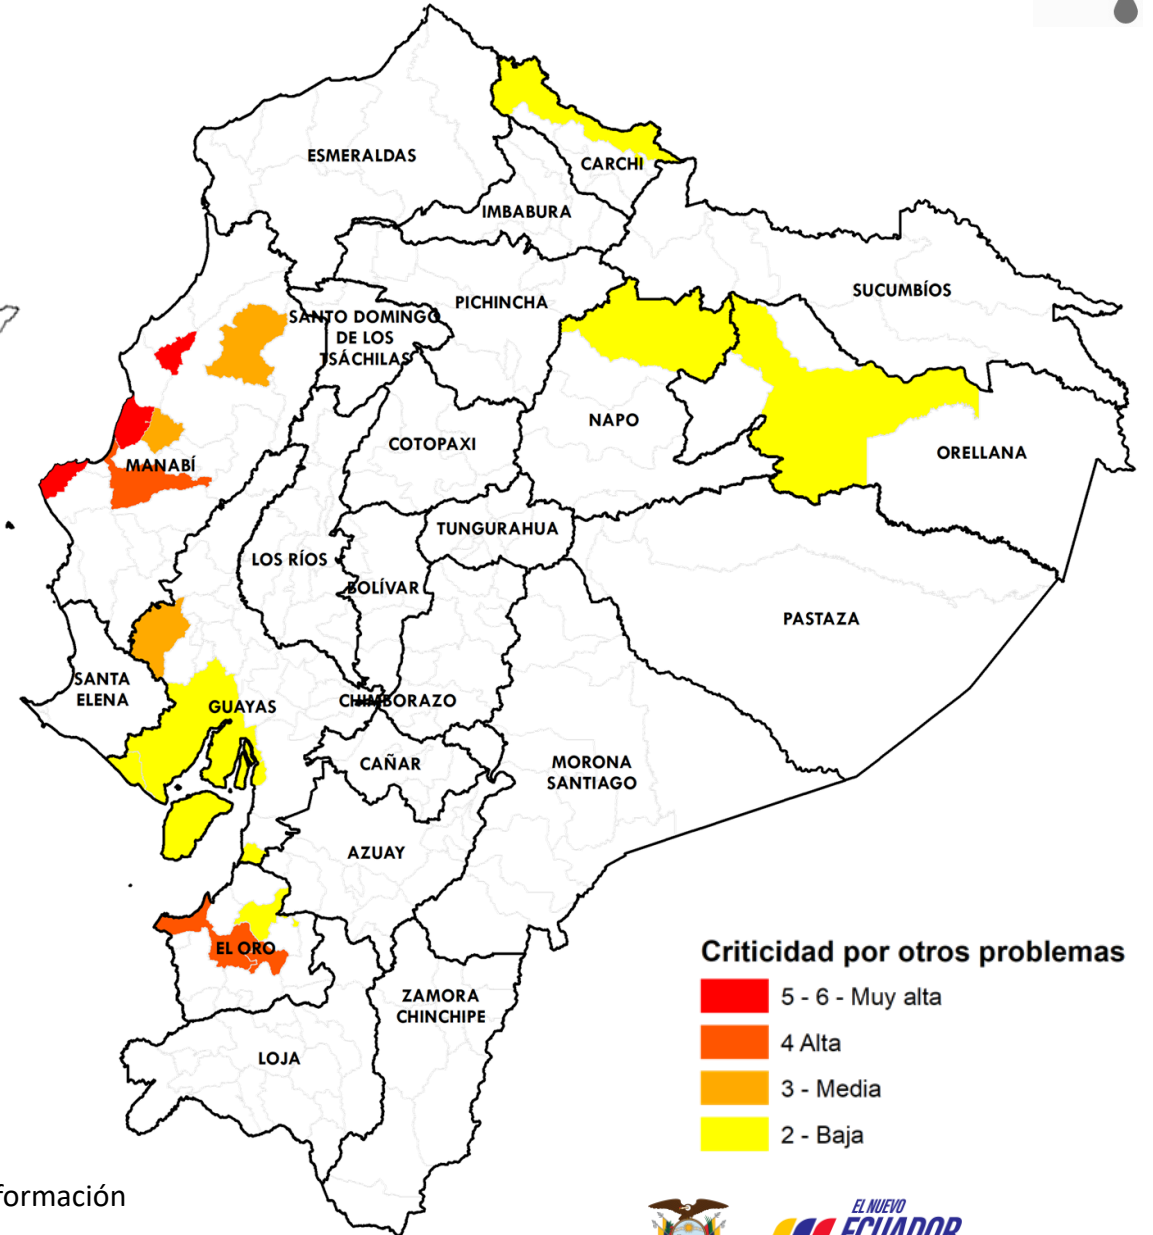 ESMERALDAS
CARCHI
IMBABURA
SUCUMBÍOS
PICHINCHA
SANTO DOMINGO
DE LOS
TSÁCHILAS
NAPO
COTOPAXI
ORELLANA
MANABÍ
TUNGURAHUA
LOS RÍOS
BOLÍVAR
PASTAZA
SANTA
ELENA
GUAYAS
CHIMBORAZO
CAÑAR
MORONA
SANTIAGO
AZUAY
EL ORO
ZAMORA
CHINCHIPE
LOJA
Criticidad por otros problemas
5 - 6 - Muy alta
4 Alta
3 - Media
2 - Baja
formación
EL NUEVO
ECUADOR